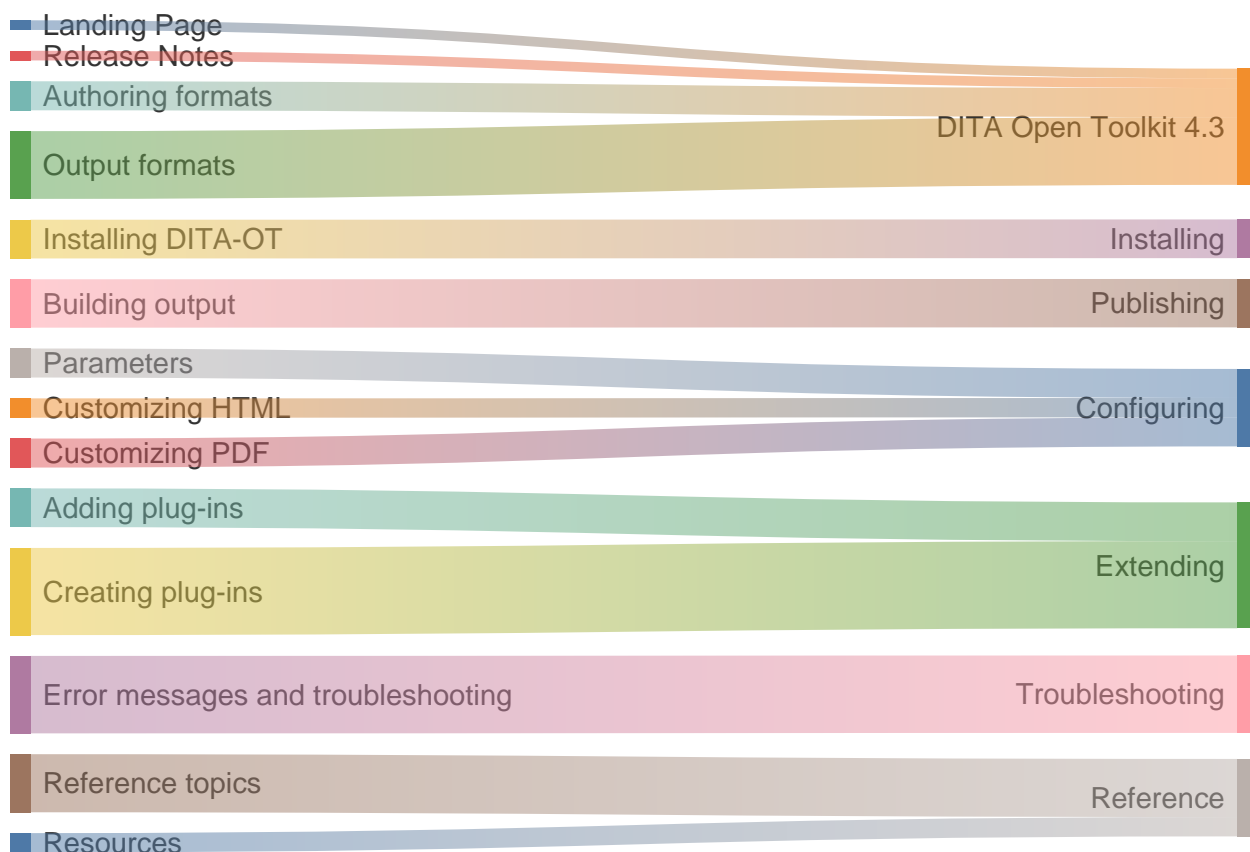 Landing Page
Release Notes
Authoring formats
DITA Open Toolkit 4.3
Output formats
Installing DITA-OT
Installing
Building output
Publishing
Parameters
Customizing HTML
Configuring
Customizing PDF
Adding plug-ins
Extending
Creating plug-ins
Error messages and troubleshooting
Troubleshooting
Reference topics
Reference
Resources